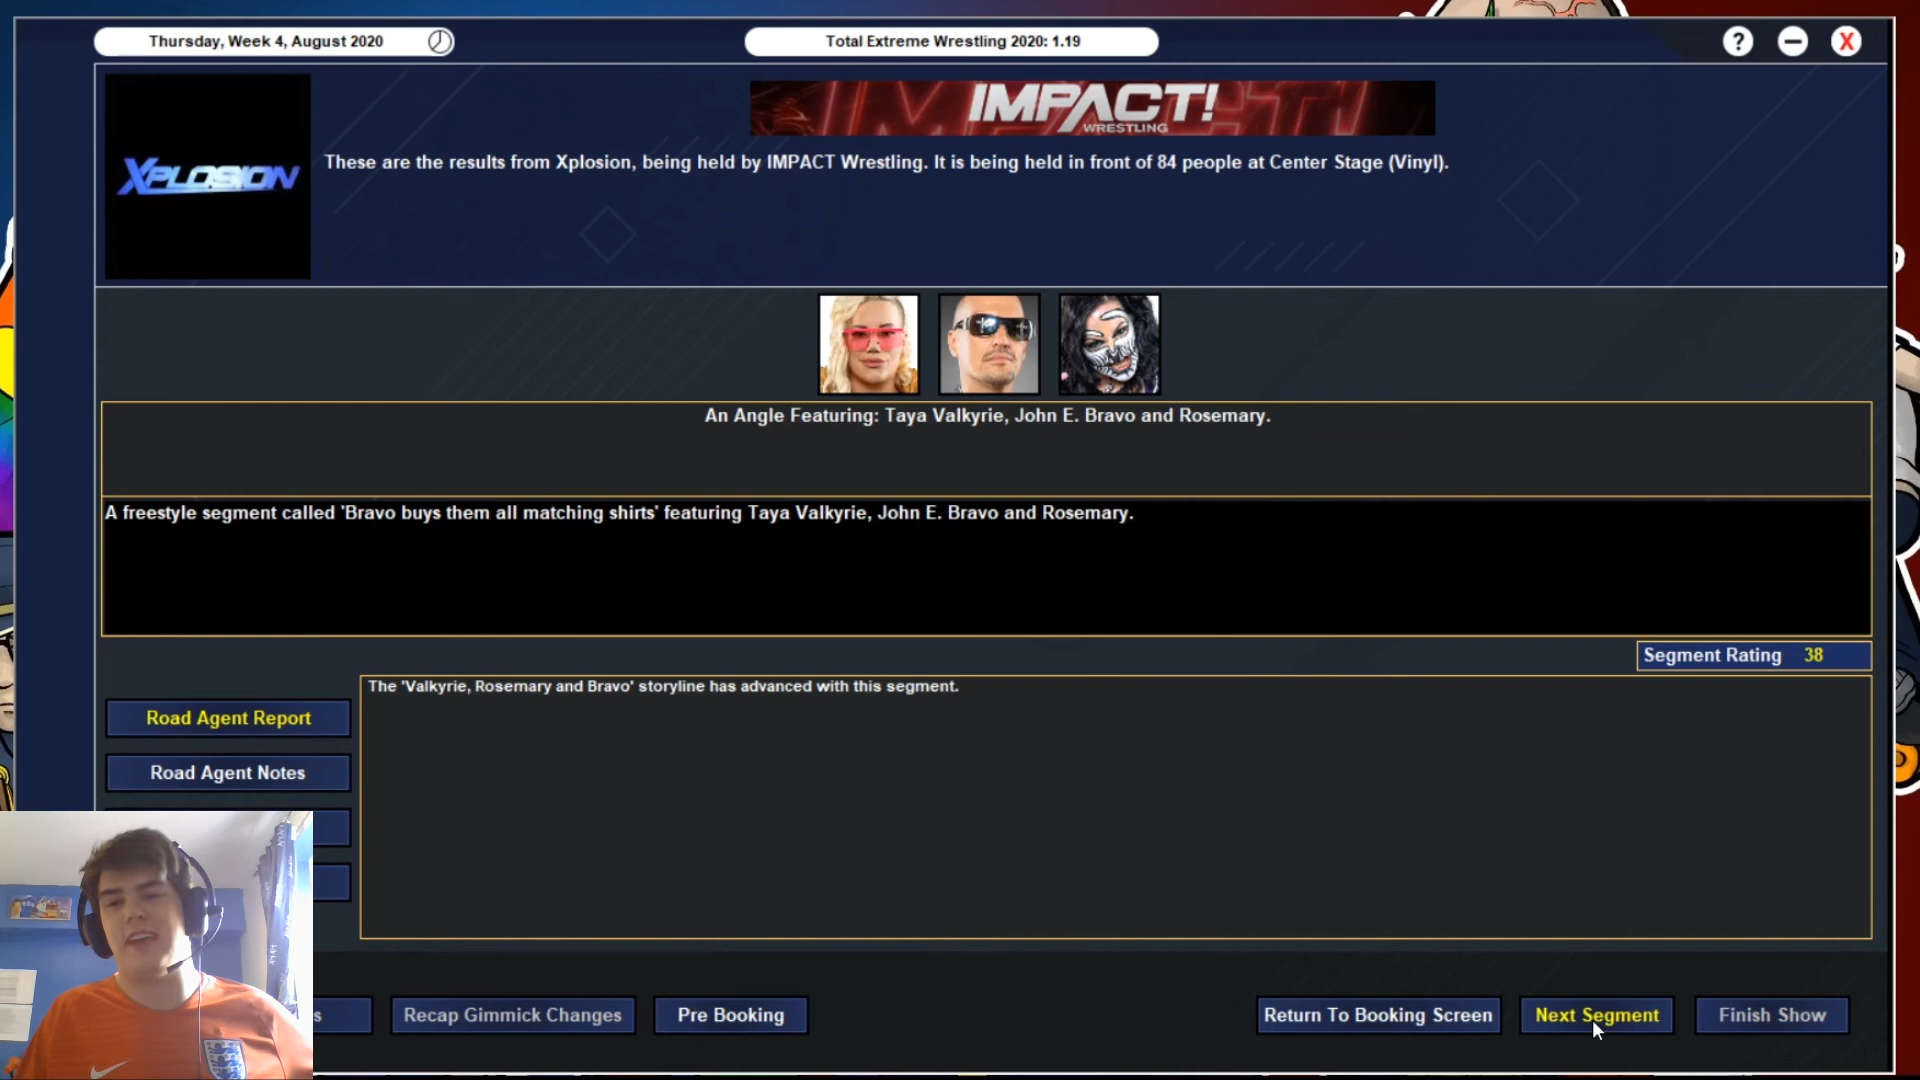 Thursday, Week 4, August 2020
Total Extreme Wrestling 2020: 1.19
?
X
IMPACT!
WRESTLING
XPLOSION
These are the results from Xplosion, being held by IMPACT Wrestling. It is being held in front of 84 people at Center Stage (Vinyl).
An Angle Featuring: Taya Valkyrie, John E. Bravo and Rosemary.
A freestyle segment called 'Bravo buys them all matching shirts' featuring Taya Valkyrie, John E. Bravo and Rosemary.
Segment Rating 38
The 'Valkyrie, Rosemary and Bravo' storyline has advanced with this segment.
Road Agent Report
Road Agent Notes
s
Recap Gimmick Changes
Pre Booking
Return To Booking Screen
Next Segment
Finish Show